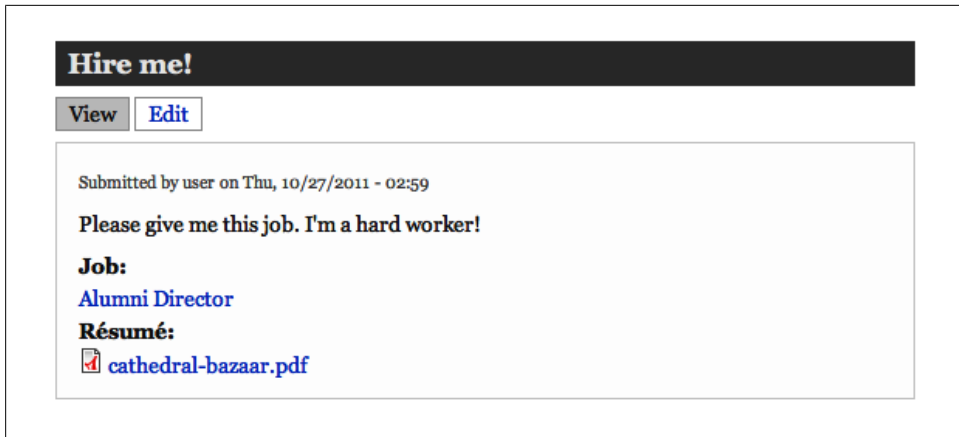 Hire me!
View Edit
Submitted by user on Thu, 10/27/2011 - 02:59
Please give me this job. I'm a hard worker!
Job:
Alumni Director
Résumé:
cathedral-bazaar.pdf